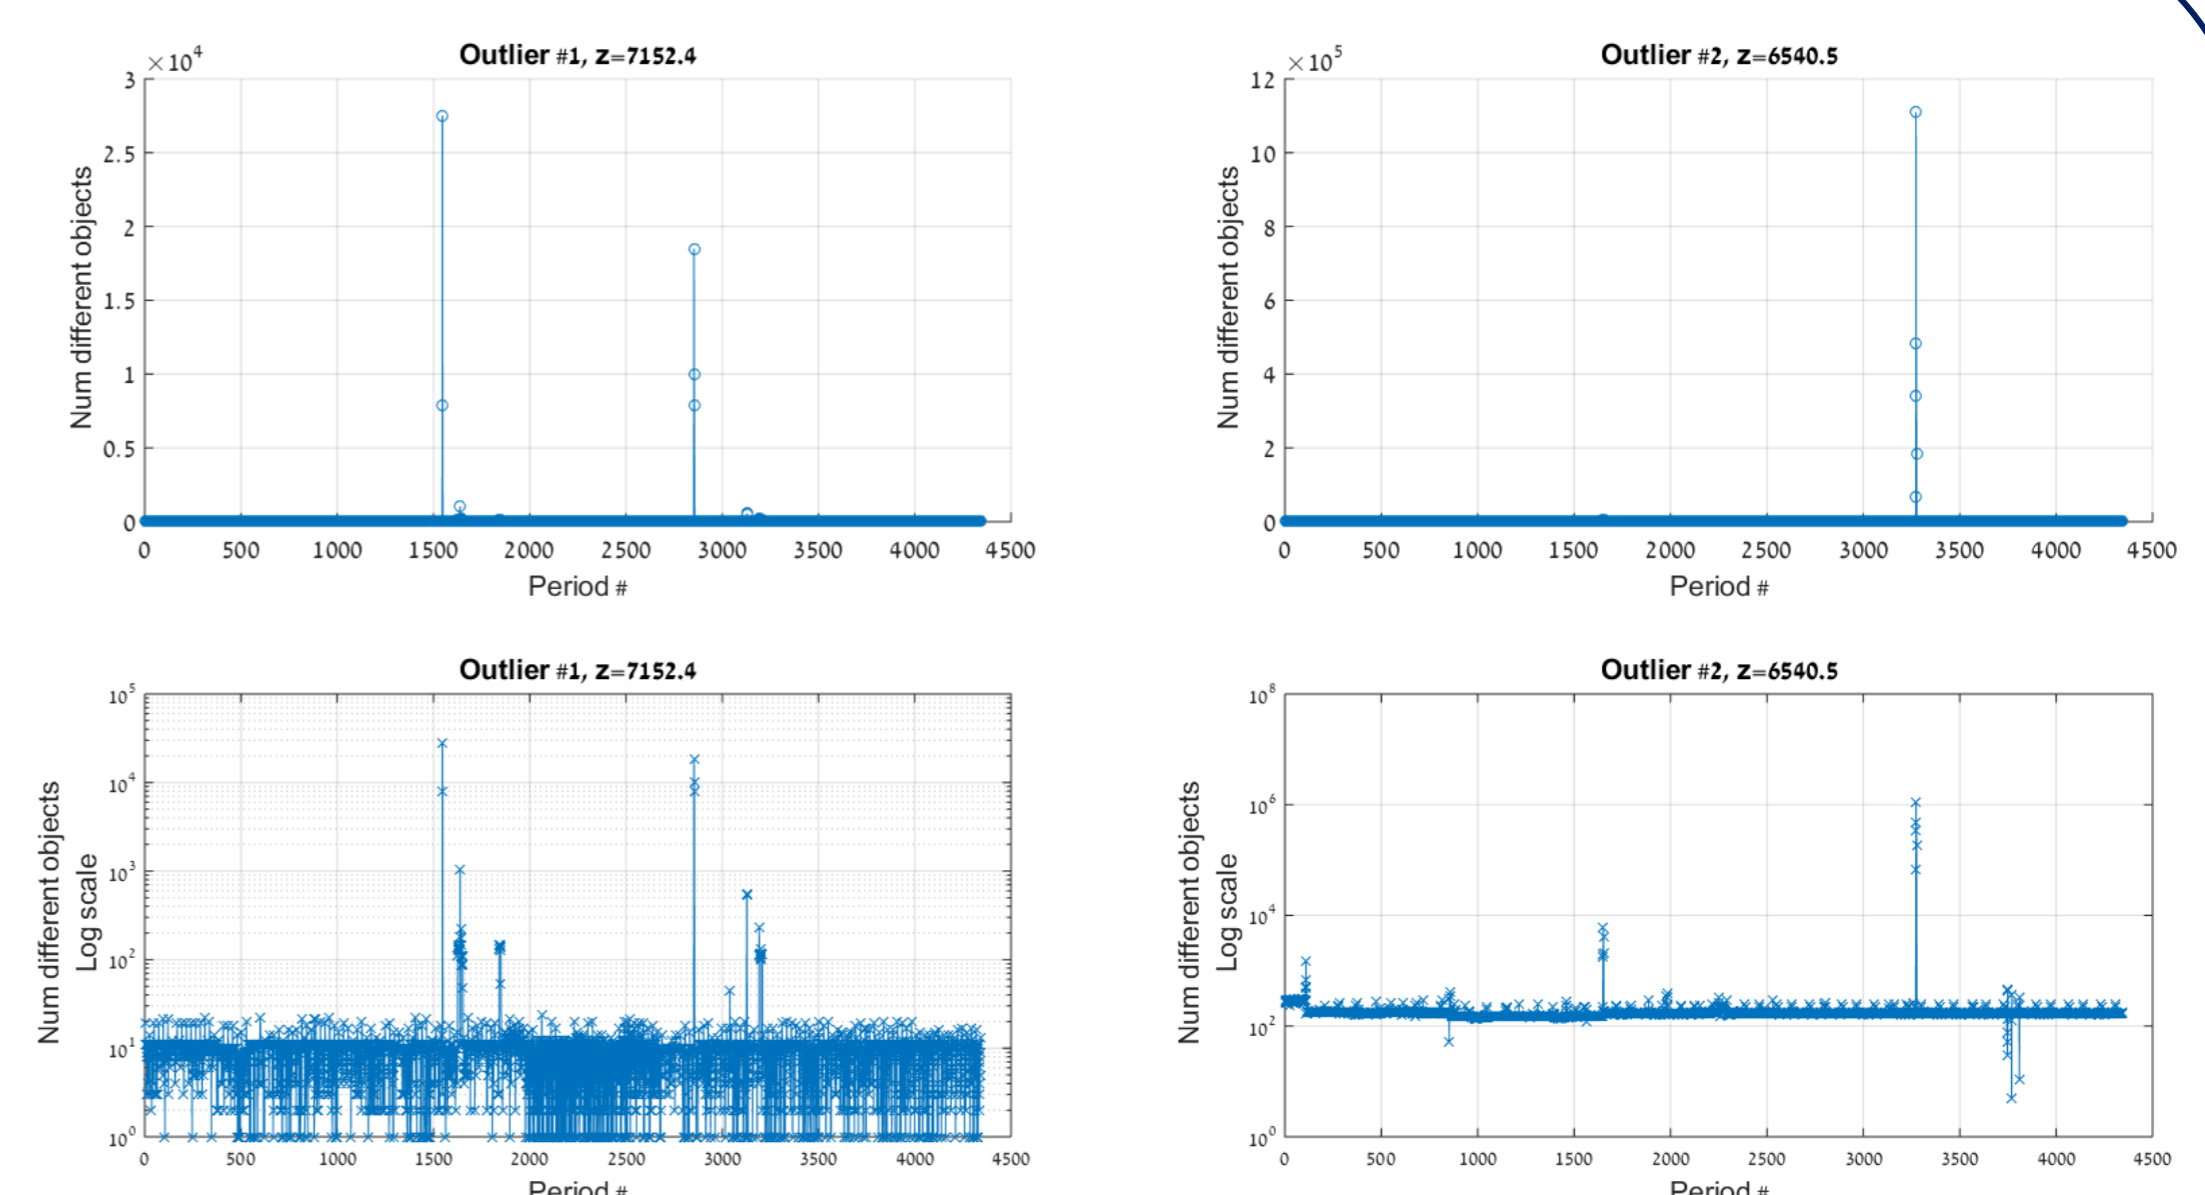 Outlier #1, z=7152.4
×10^4
3
2.5
2
1.5
1
0.5
0
Num different objects
0 500 1000 1500 2000 2500 3000 3500 4000 4500
Period #
Outlier #2, z=6540.5
×10^5
12
10
8
6
4
2
0
Num different objects
0 500 1000 1500 2000 2500 3000 3500 4000 4500
Period #
Outlier #1, z=7152.4
10^5
10^4
10^3
10^2
10^1
10^0
Num different objects
Log scale
0 500 1000 1500 2000 2500 3000 3500 4000 4500
Period #
Outlier #2, z=6540.5
10^8
10^6
10^4
10^2
10^0
Num different objects
Log scale
0 500 1000 1500 2000 2500 3000 3500 4000 4500
Period #